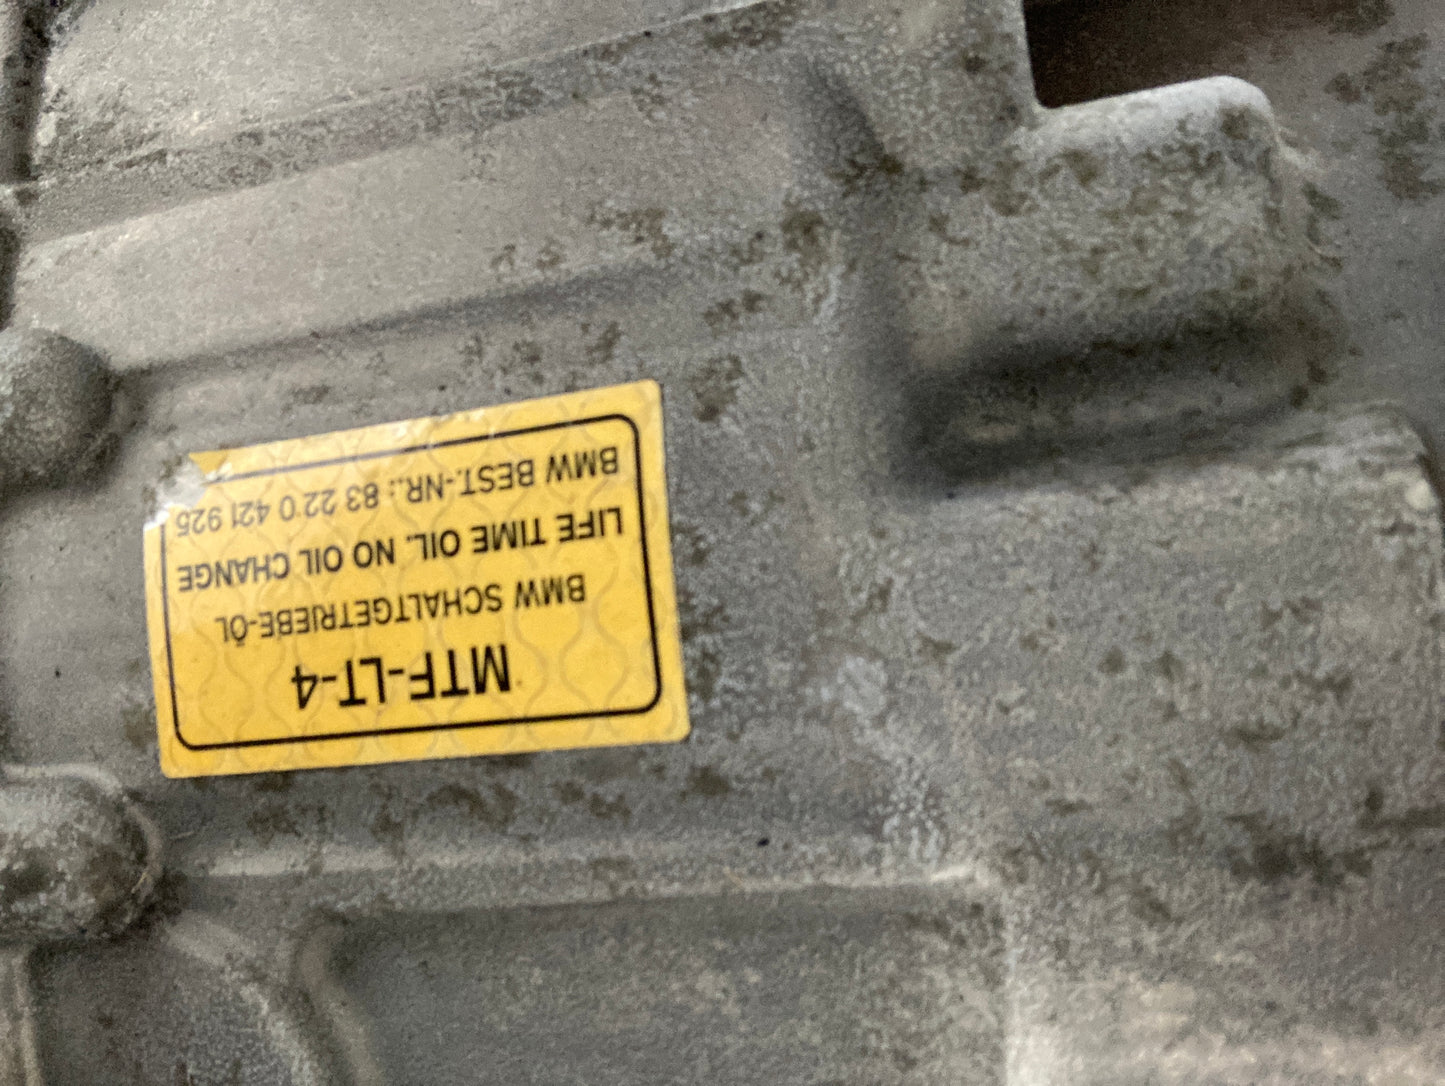 MTF-LT-4
BMW SCHALTGETRIEBE-ÖL
LIFE TIME OIL. NO OIL CHANGE
BMW BEST.-NR.: 83 22 0 421 925